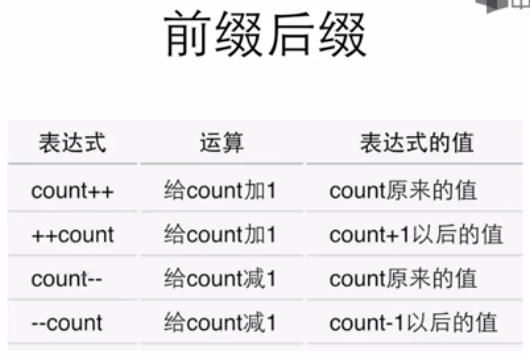 前缀后缀
表达式 运算 表达式的值
count++ 给count加1 count原来的值
++count 给count加1 count+1以后的值
count-- 给count减1 count原来的值
--count 给count减1 count-1以后的值